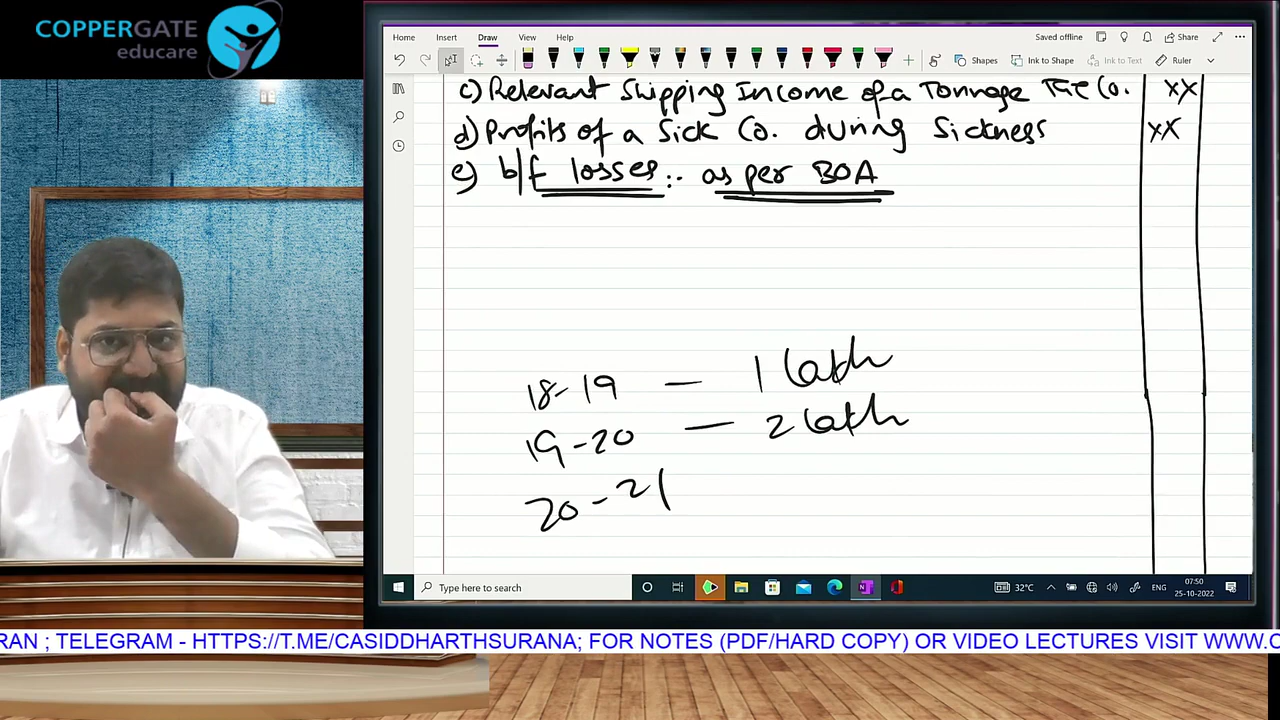 COPPERGATE
educare
Home Insert Draw View Help
Saved offline
Share
Shapes
Ink to Shape
Ink to Text
Ruler
c) Relevant Shipping Income of a Tonnage Tax Co. xx
d) Profits of a Sick Co. during Sickness xx
e) b/f losses :- as per BOA
18-19 — 1 lakh
19-20 — 2 lakh
20-21
Type here to search
32°C
ENG
07:50
25-10-2022
RAN ; TELEGRAM - HTTPS://T.ME/CASIDDHARTHSURANA; FOR NOTES (PDF/HARD COPY) OR VIDEO LECTURES VISIT WWW.C